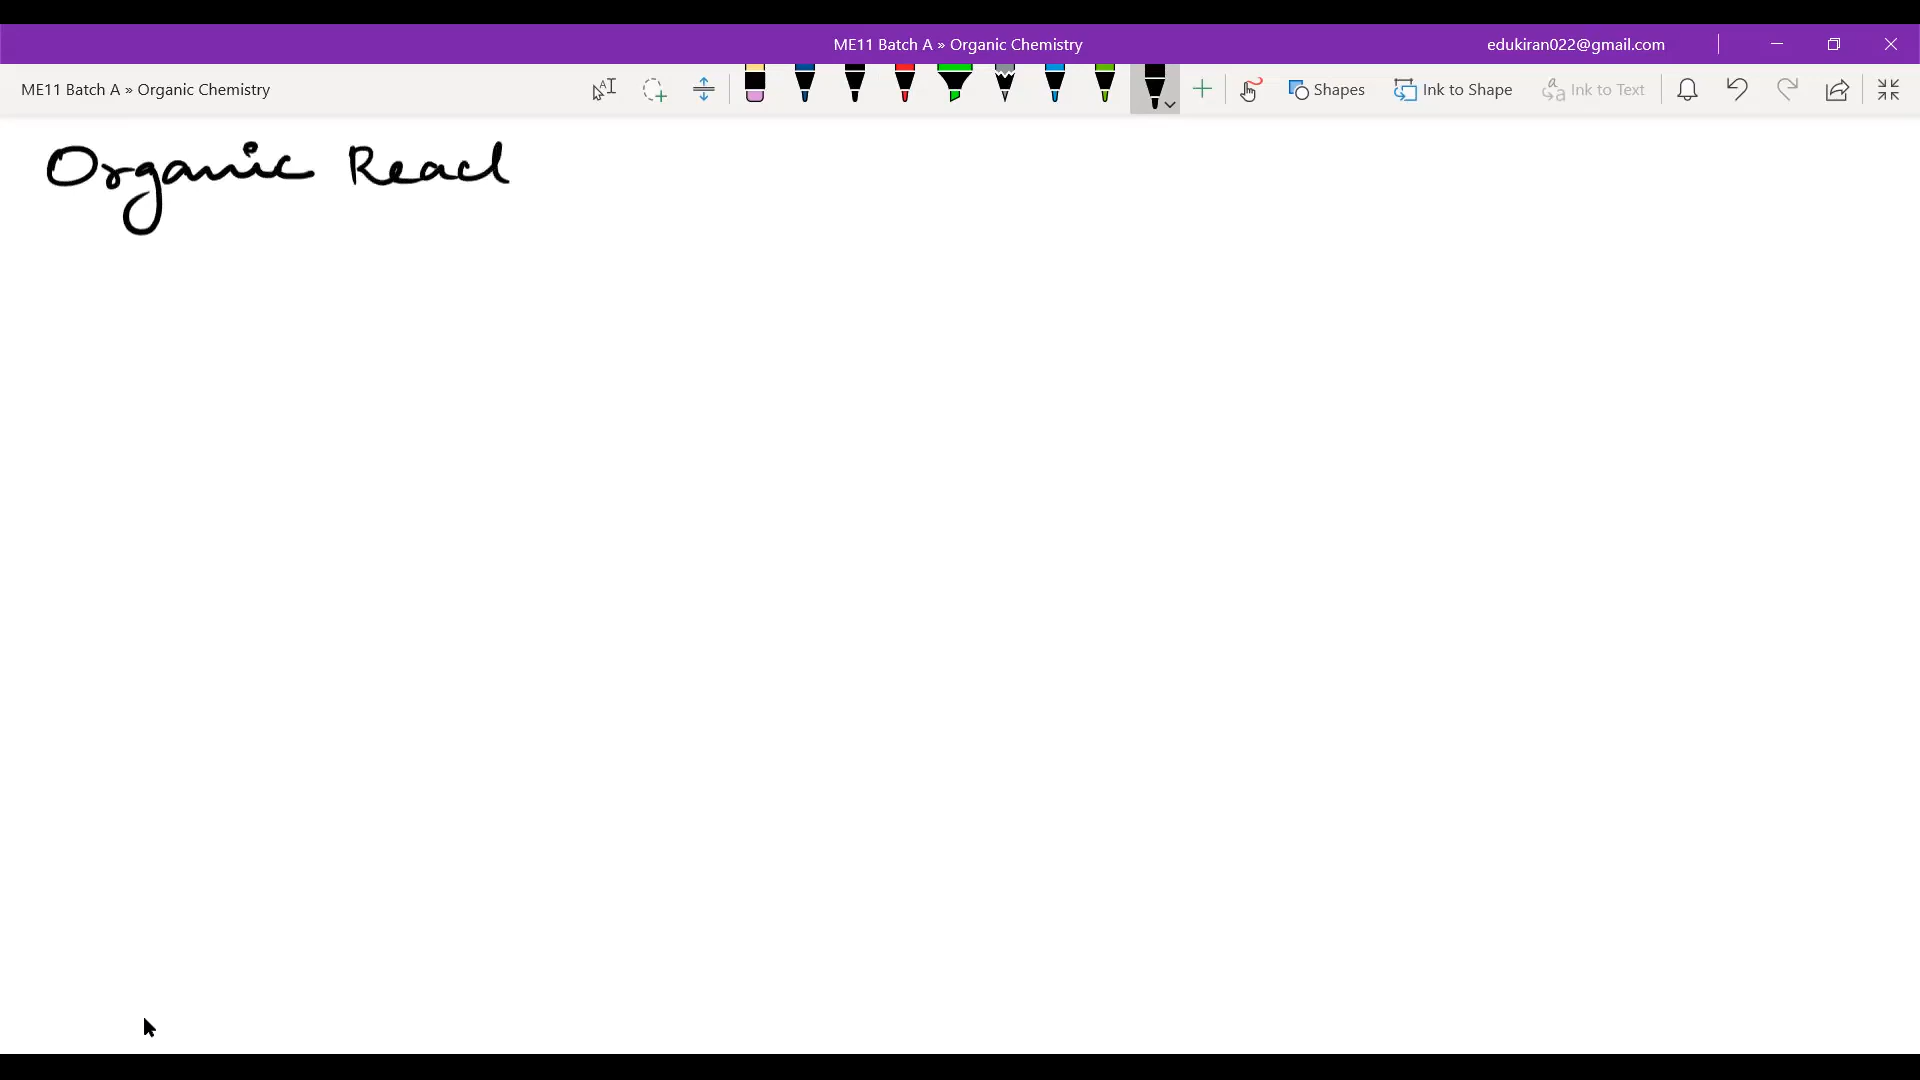 ME11 Batch A » Organic Chemistry
edukiran022@gmail.com
ME11 Batch A » Organic Chemistry
Shapes
Ink to Shape
Ink to Text
Organic Reacl